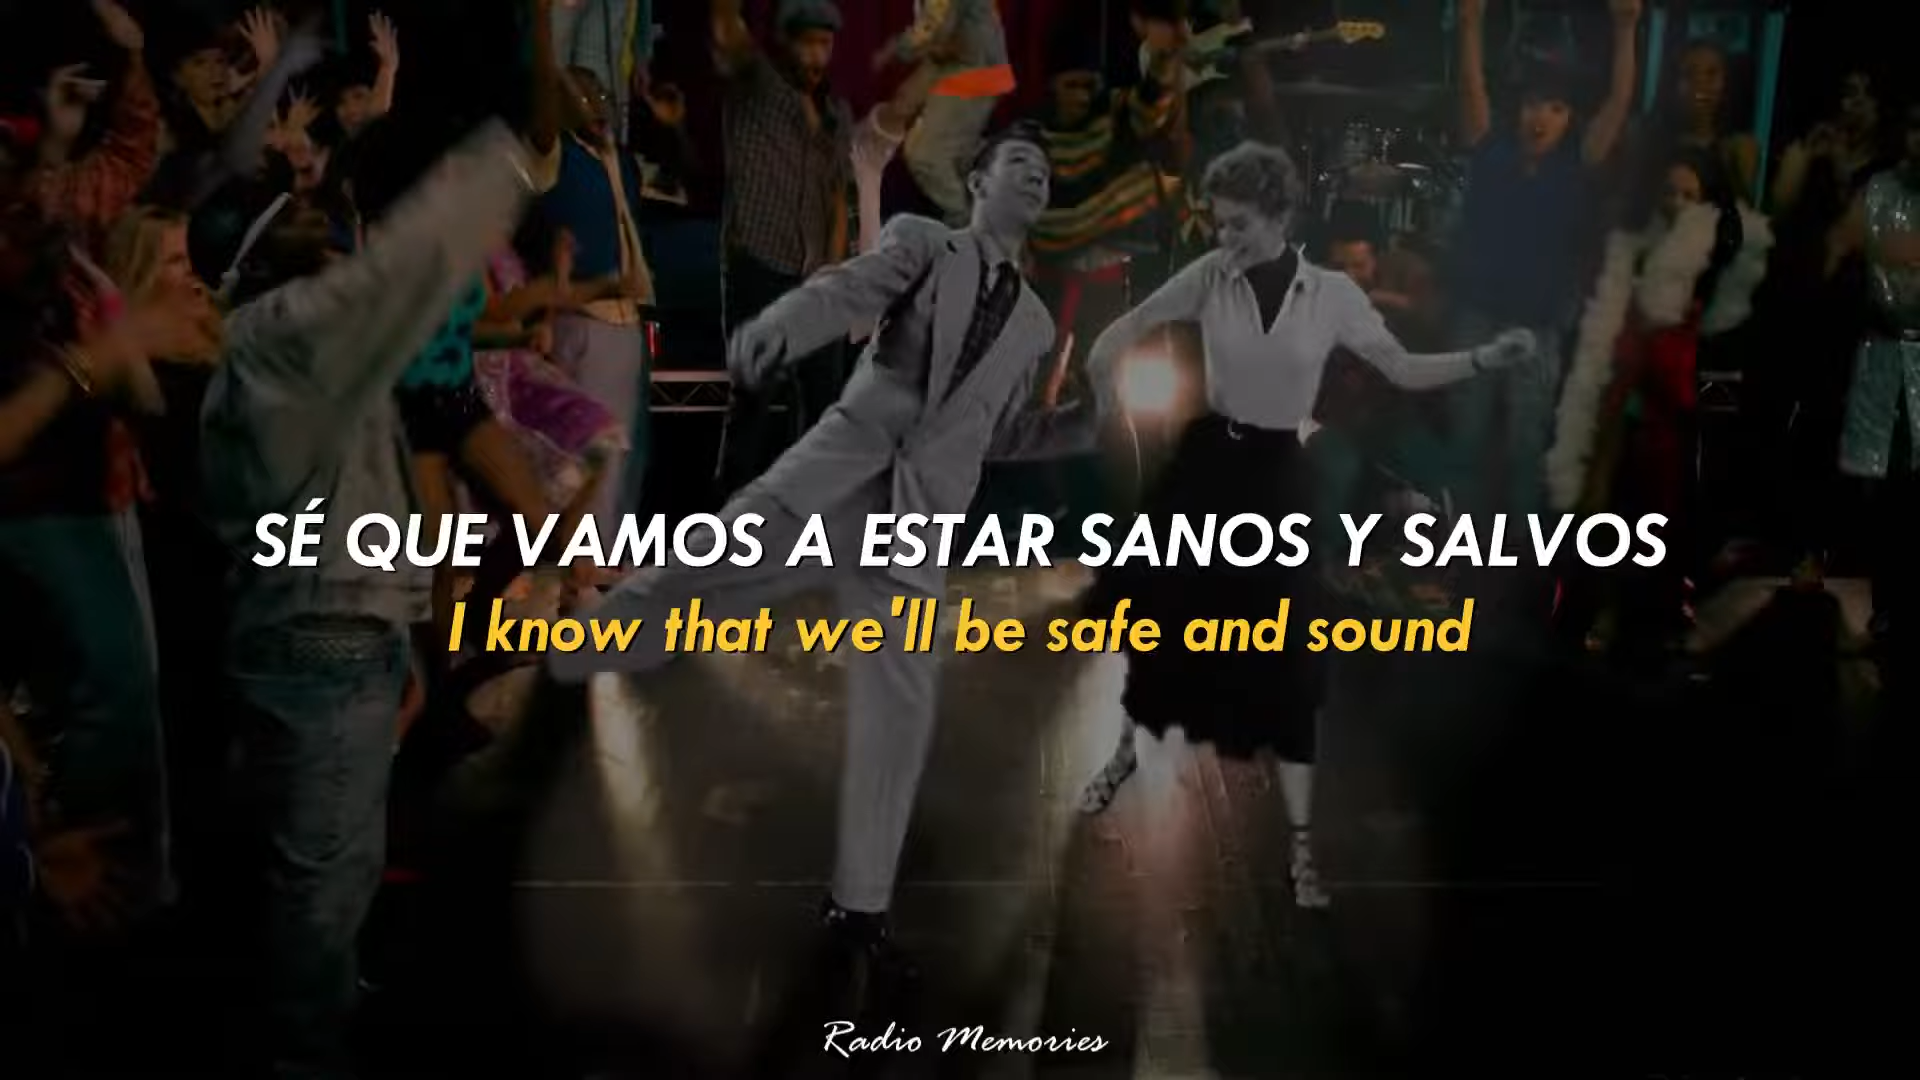 SÉ QUE VAMOS A ESTAR SANOS Y SALVOS
I know that we'll be safe and sound
Radio Memories